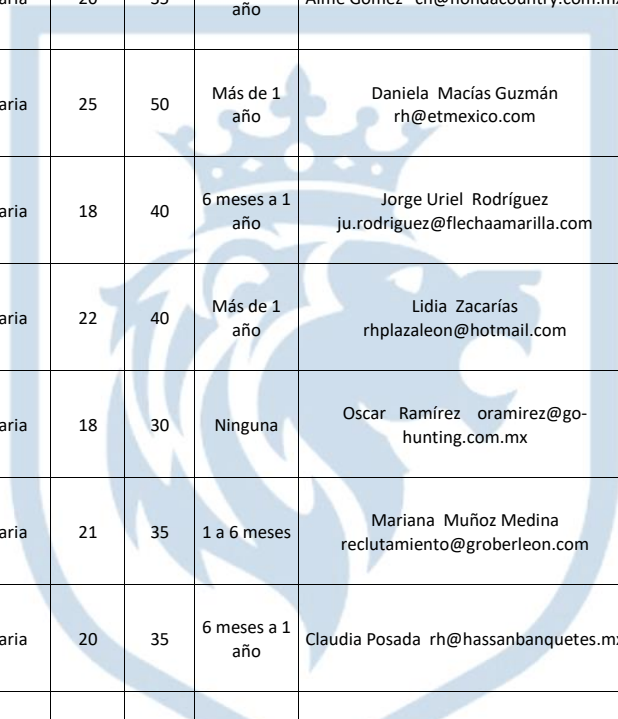 año
aria 25 50 Más de 1 año Daniela Macías Guzmán
rh@etmexico.com
aria 18 40 6 meses a 1 año Jorge Uriel Rodríguez
ju.rodriguez@flechaamarilla.com
aria 22 40 Más de 1 año Lidia Zacarías
rhplazaleon@hotmail.com
aria 18 30 Ninguna Oscar Ramírez oramirez@go-
hunting.com.mx
aria 21 35 1 a 6 meses Mariana Muñoz Medina
reclutamiento@groberleon.com
aria 20 35 6 meses a 1 año Claudia Posada rh@hassanbanquetes.mx